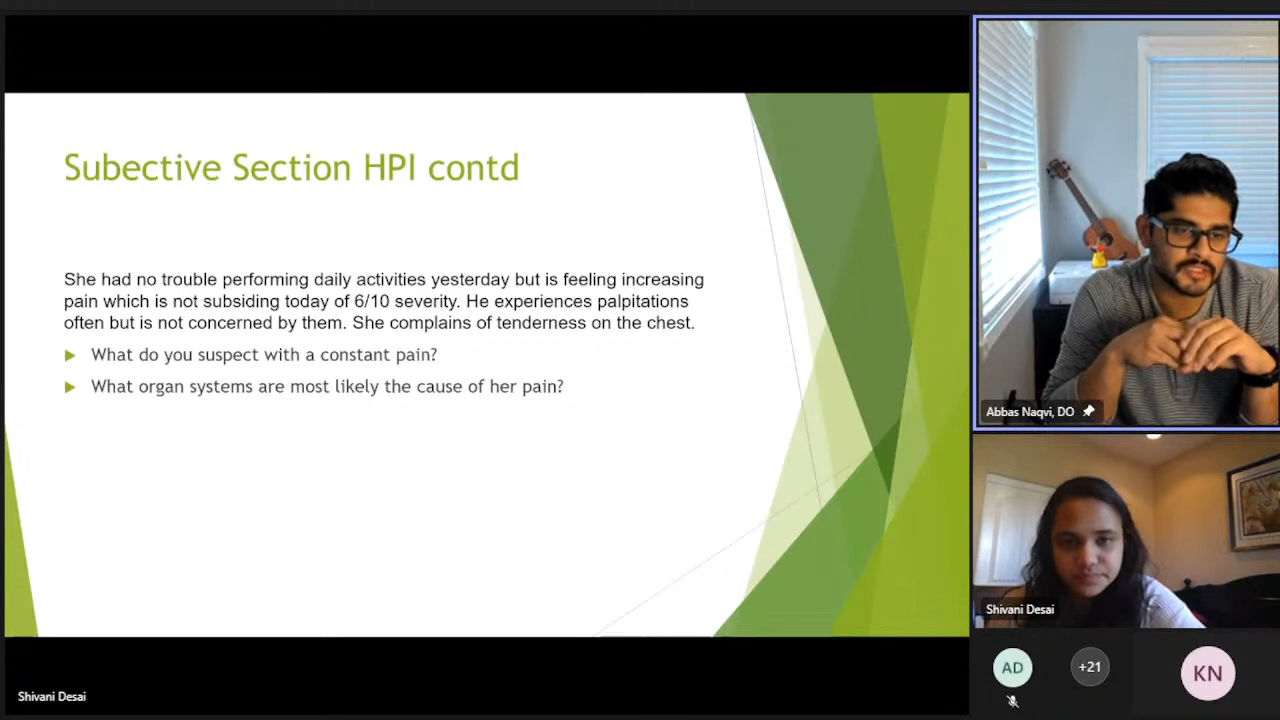 Subective Section HPI contd
She had no trouble performing daily activities yesterday but is feeling increasing
pain which is not subsiding today of 6/10 severity. He experiences palpitations
often but is not concerned by them. She complains of tenderness on the chest.
What do you suspect with a constant pain?
What organ systems are most likely the cause of her pain?
Shivani Desai
Abbas Naqvi, DO
Shivani Desai
AD
+21
KN